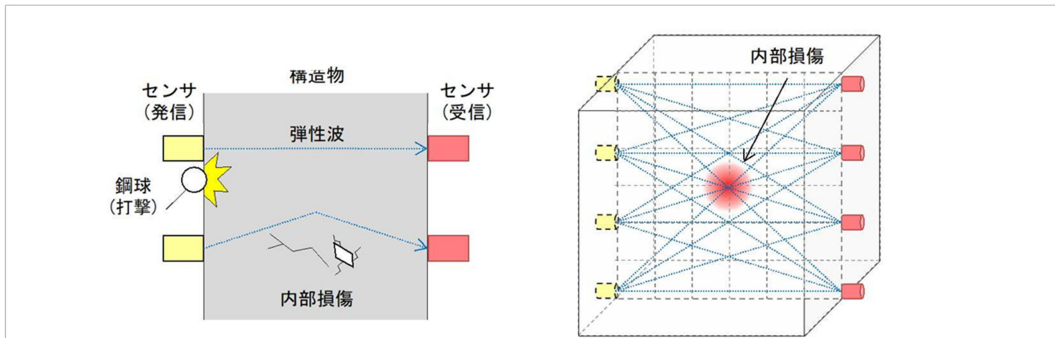 構造物
センサ
（発信）
センサ
（受信）
弾性波
鋼球
（打撃）
内部損傷
内部損傷